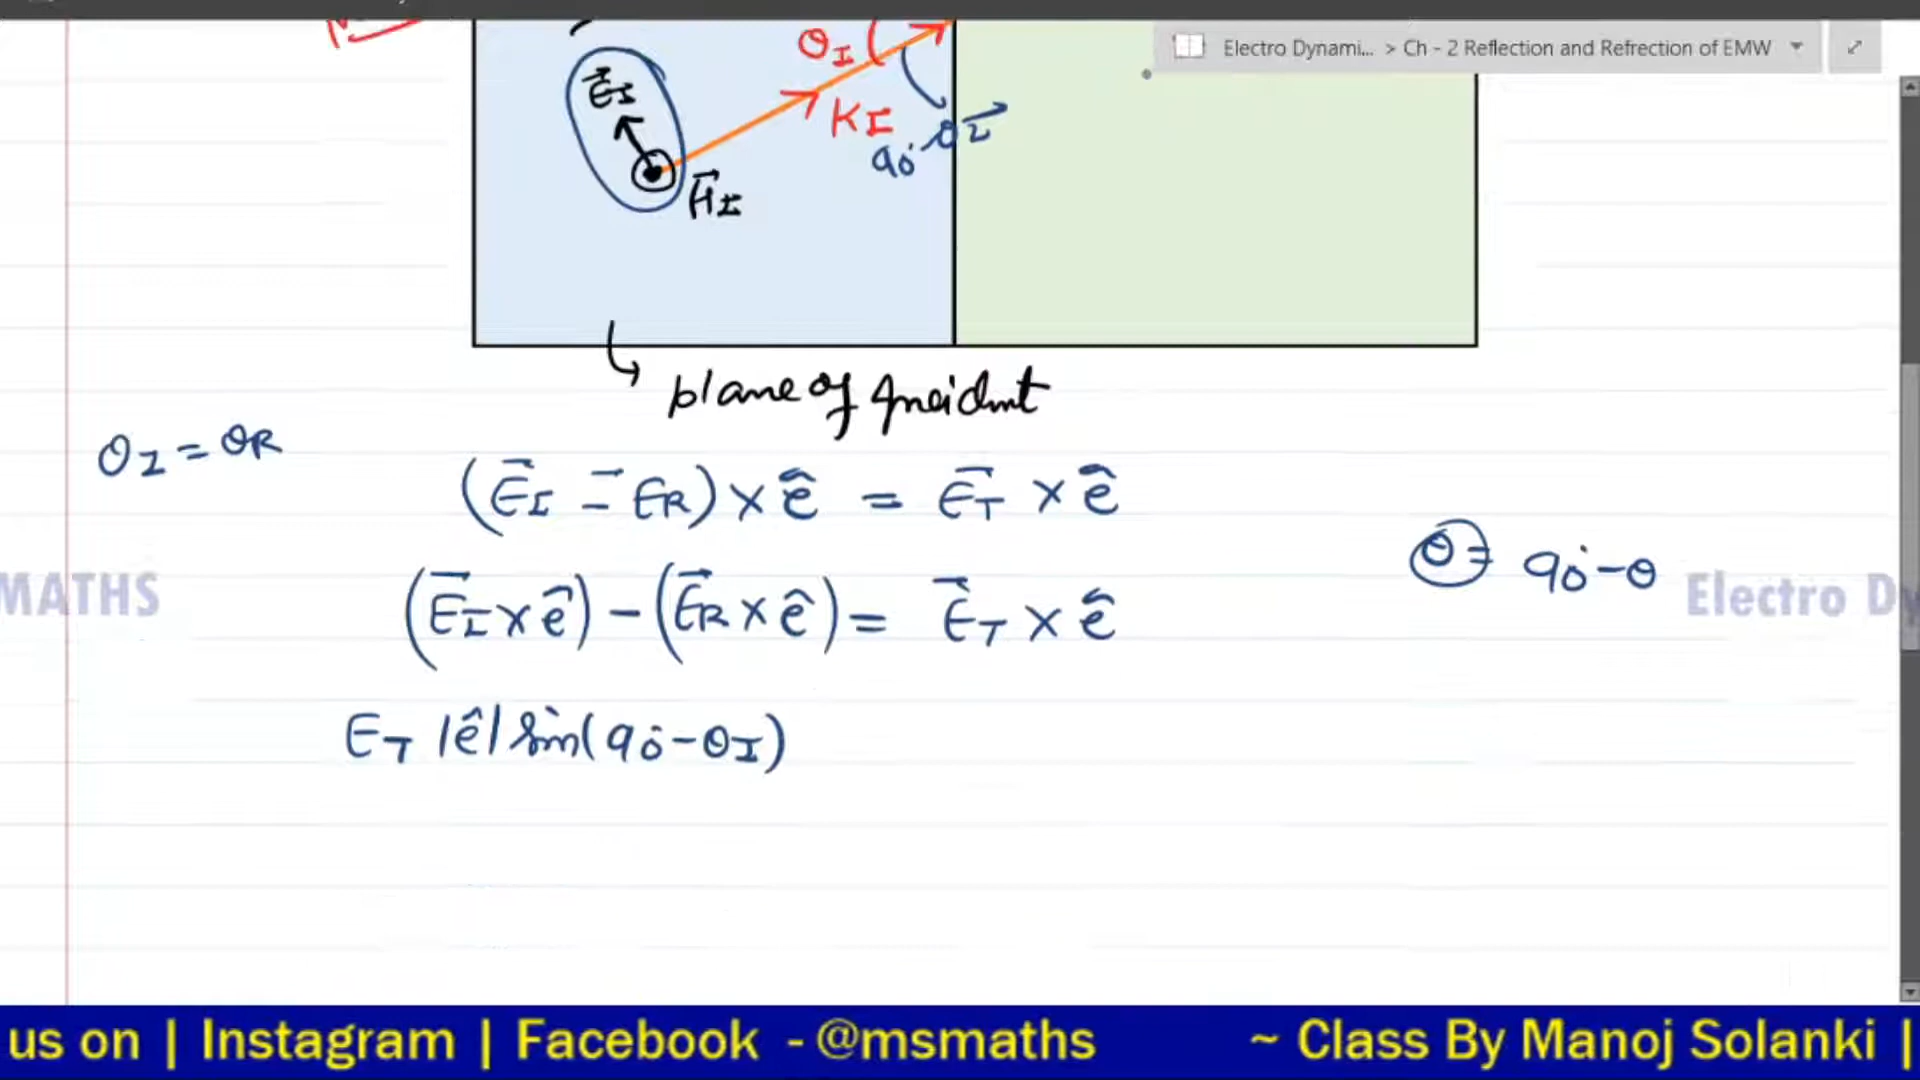 Electro Dynami... > Ch - 2 Reflection and Refrection of EMW
θI
E⃗I
KI
90°-θI
H⃗I
plane of
θI = θR
(E⃗I - E⃗R) × ê = E⃗T × ê
(E⃗I × ê) - (E⃗R × ê) = E⃗T × ê
θ = 90°-θ
MATHS
Electro Dy
ET |ê| sin(90°-θI)
us on | Instagram | Facebook - @msmaths ~ Class By Manoj Solanki |